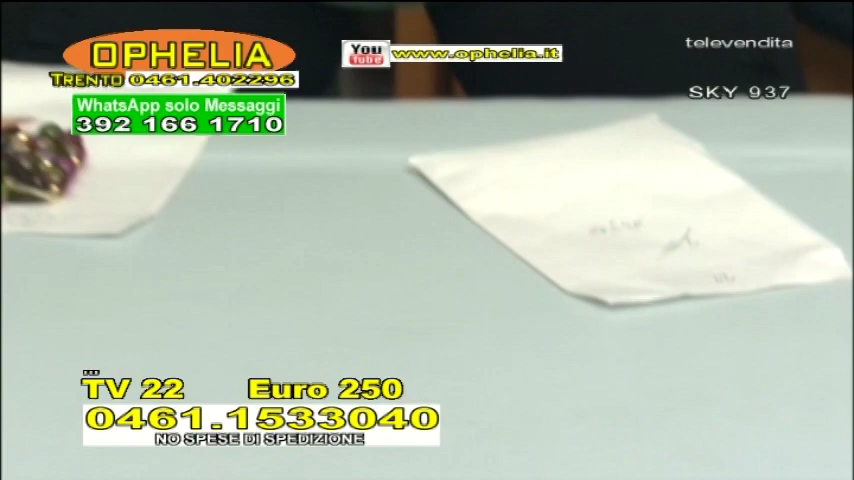 OPHELIA
TRENTO 0461.402296
WhatsApp solo Messaggi
392 166 1710
You Tube
www.ophelia.it
televendita
SKY 937
...
TV 22 Euro 250
0461.1533040
NO SPESE DI SPEDIZIONE